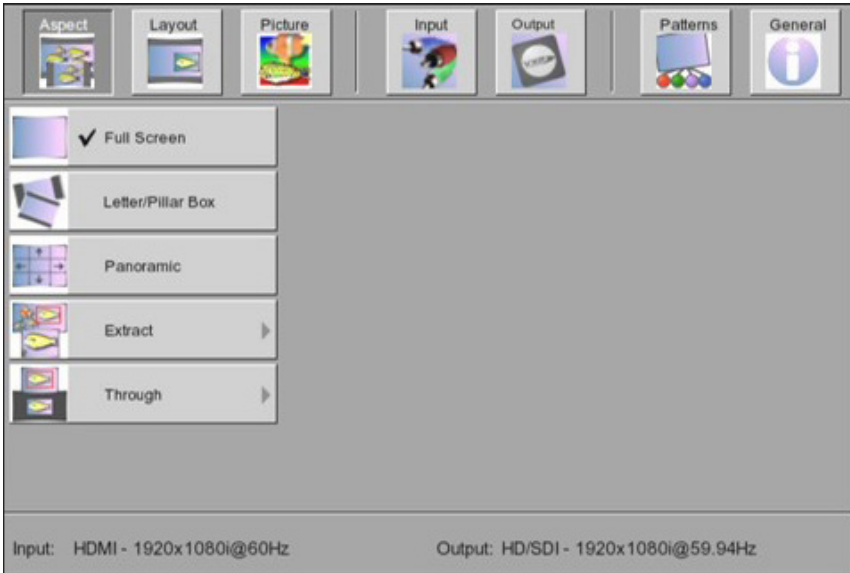 Aspect
Layout
Picture
Input
Output
Patterns
General
Full Screen
Letter/Pillar Box
Panoramic
Extract
Through
Input: HDMI - 1920x1080i@60Hz
Output: HD/SDI - 1920x1080i@59.94Hz